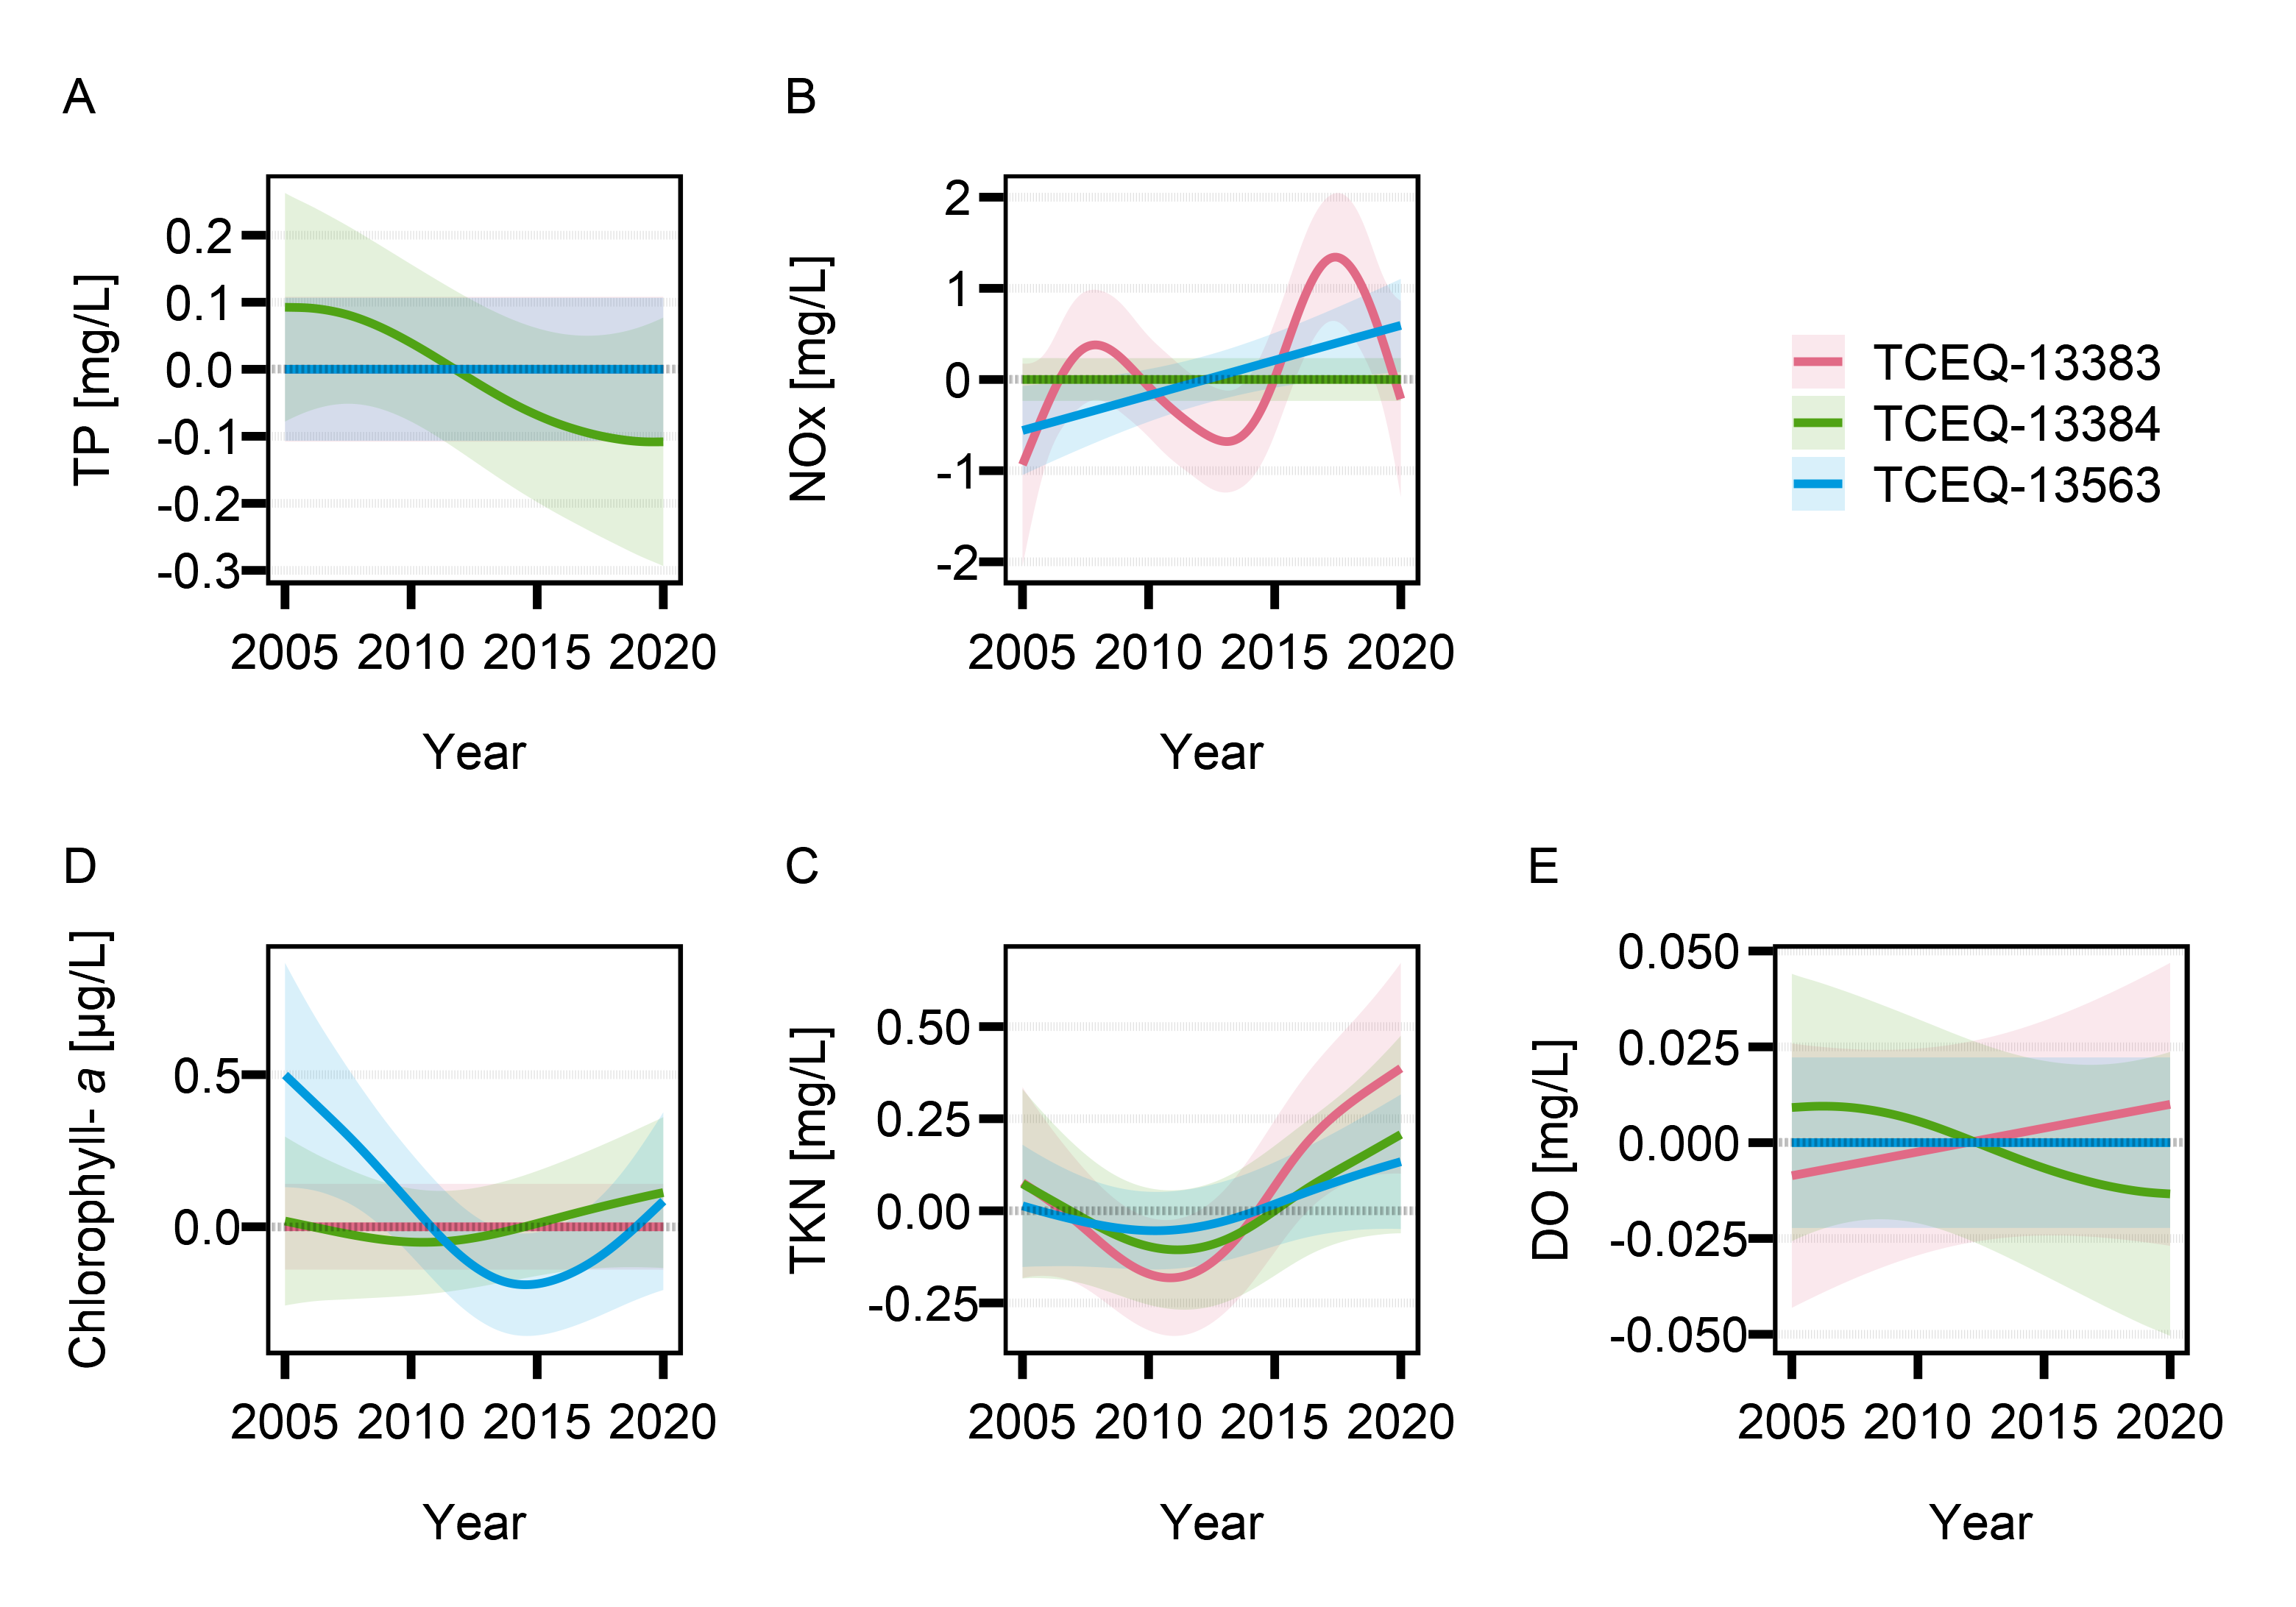 A
TP [mg/L]
0.2
0.1
0.0
-0.1
-0.2
-0.3
2005 2010 2015 2020
Year
B
NOx [mg/L]
2
1
0
-1
-2
2005 2010 2015 2020
Year
TCEQ-13383
TCEQ-13384
TCEQ-13563
D
Chlorophyll- a [µg/L]
0.5
0.0
2005 2010 2015 2020
Year
C
TKN [mg/L]
0.50
0.25
0.00
-0.25
2005 2010 2015 2020
Year
E
DO [mg/L]
0.050
0.025
0.000
-0.025
-0.050
2005 2010 2015 2020
Year